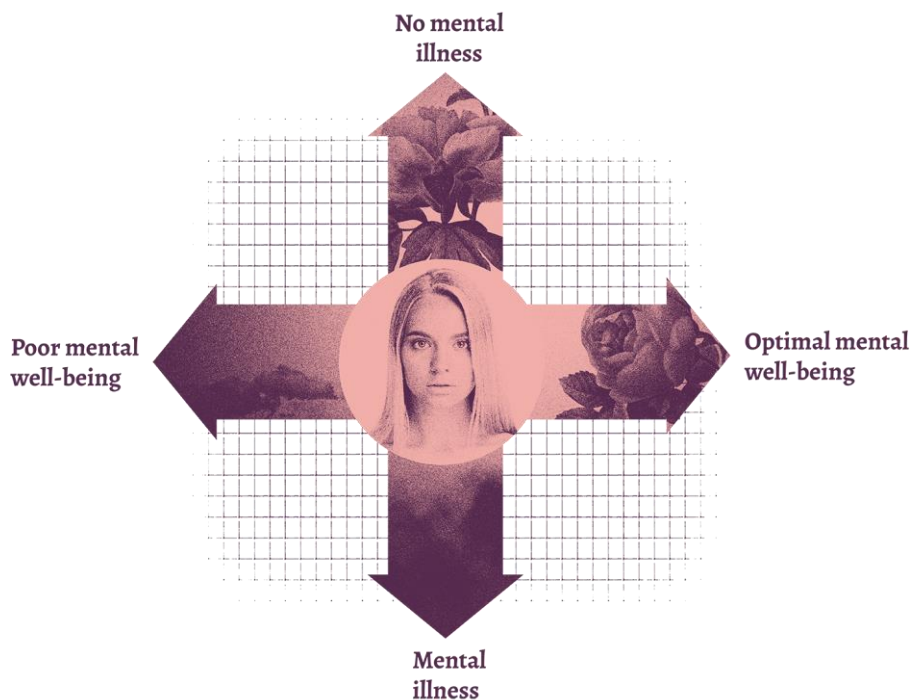 No mental
illness
Poor mental
well-being
Optimal mental
well-being
Mental
illness